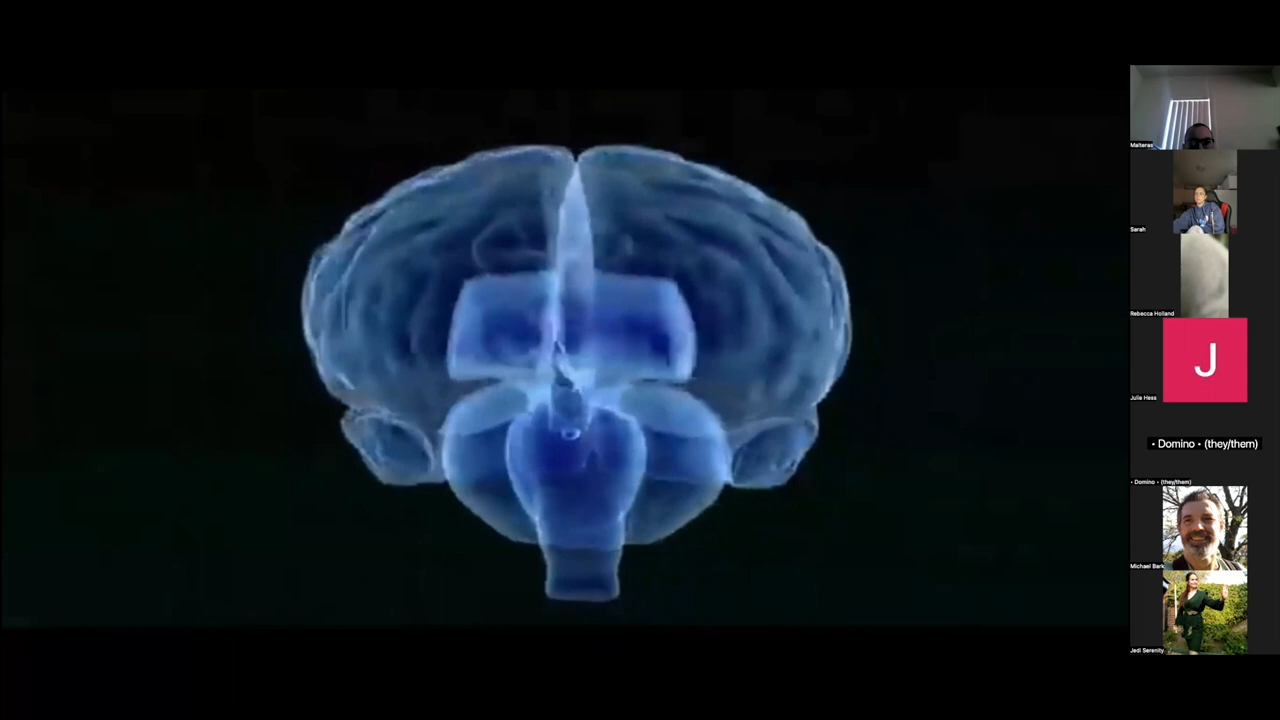 Malteras
Sarah
Rebecca Holland
J
Julie Hess
• Domino • (they/them)
• Domino • (they/them)
Michael Bark
Jedi Serenity